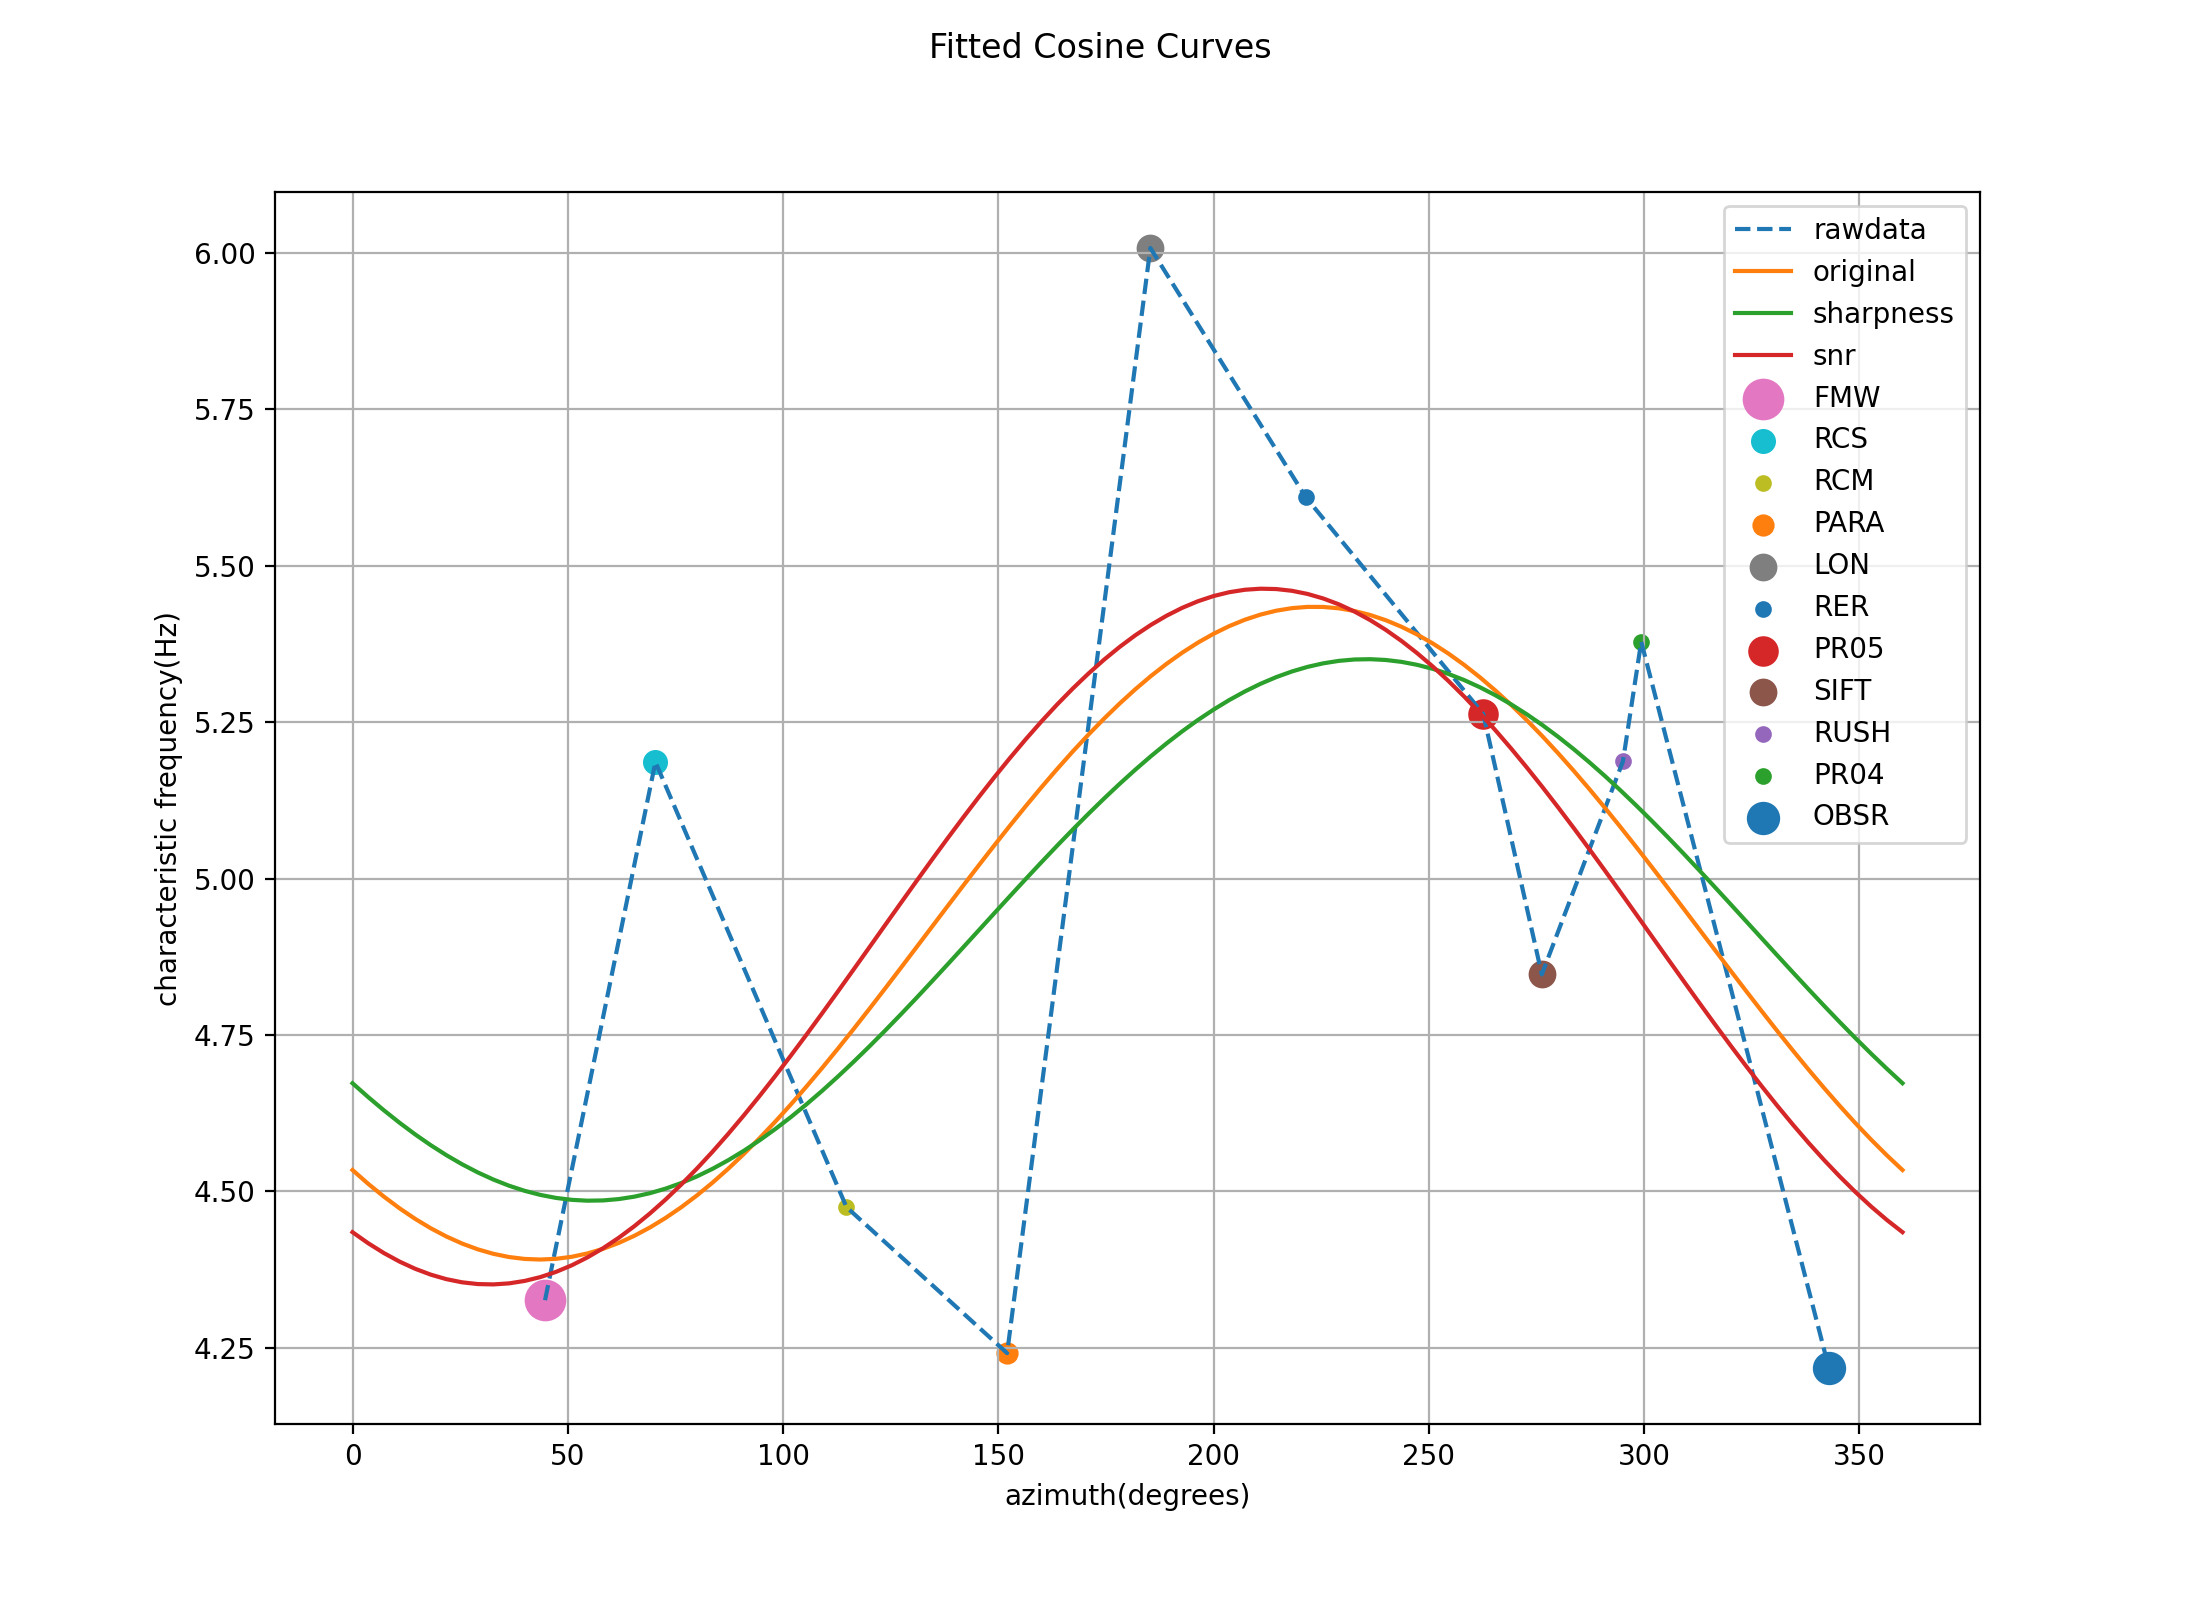 Fitted Cosine Curves
6.00
5.75
5.50
5.25
5.00
4.75
4.50
4.25
characteristic frequency(Hz)
0 50 100 150 200 250 300 350
azimuth(degrees)
rawdata
original
sharpness
snr
FMW
RCS
RCM
PARA
LON
RER
PR05
SIFT
RUSH
PR04
OBSR